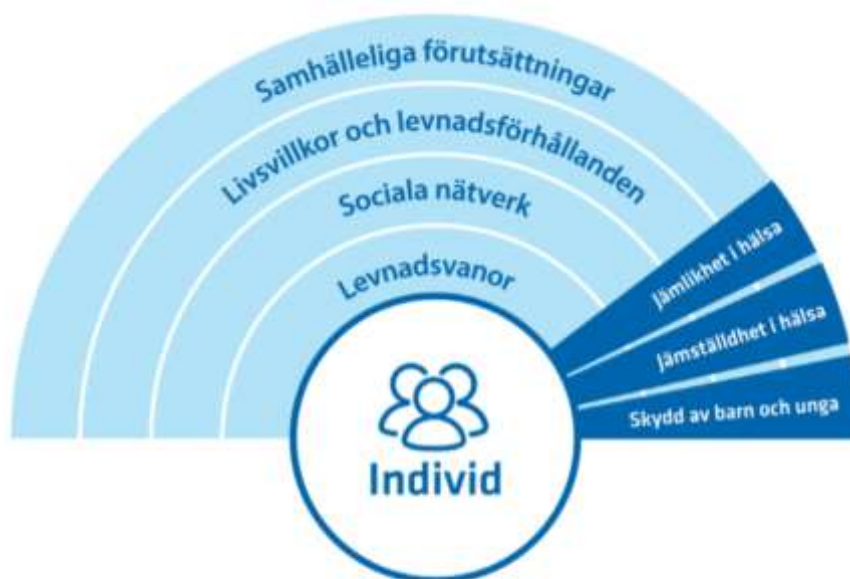 Samhälleliga förutsättningar
Livsvillkor och levnadsförhållanden
Sociala nätverk
Levnadsvanor
Jämlikhet i hälsa
Jämställdhet i hälsa
Skydd av barn och unga
Individ